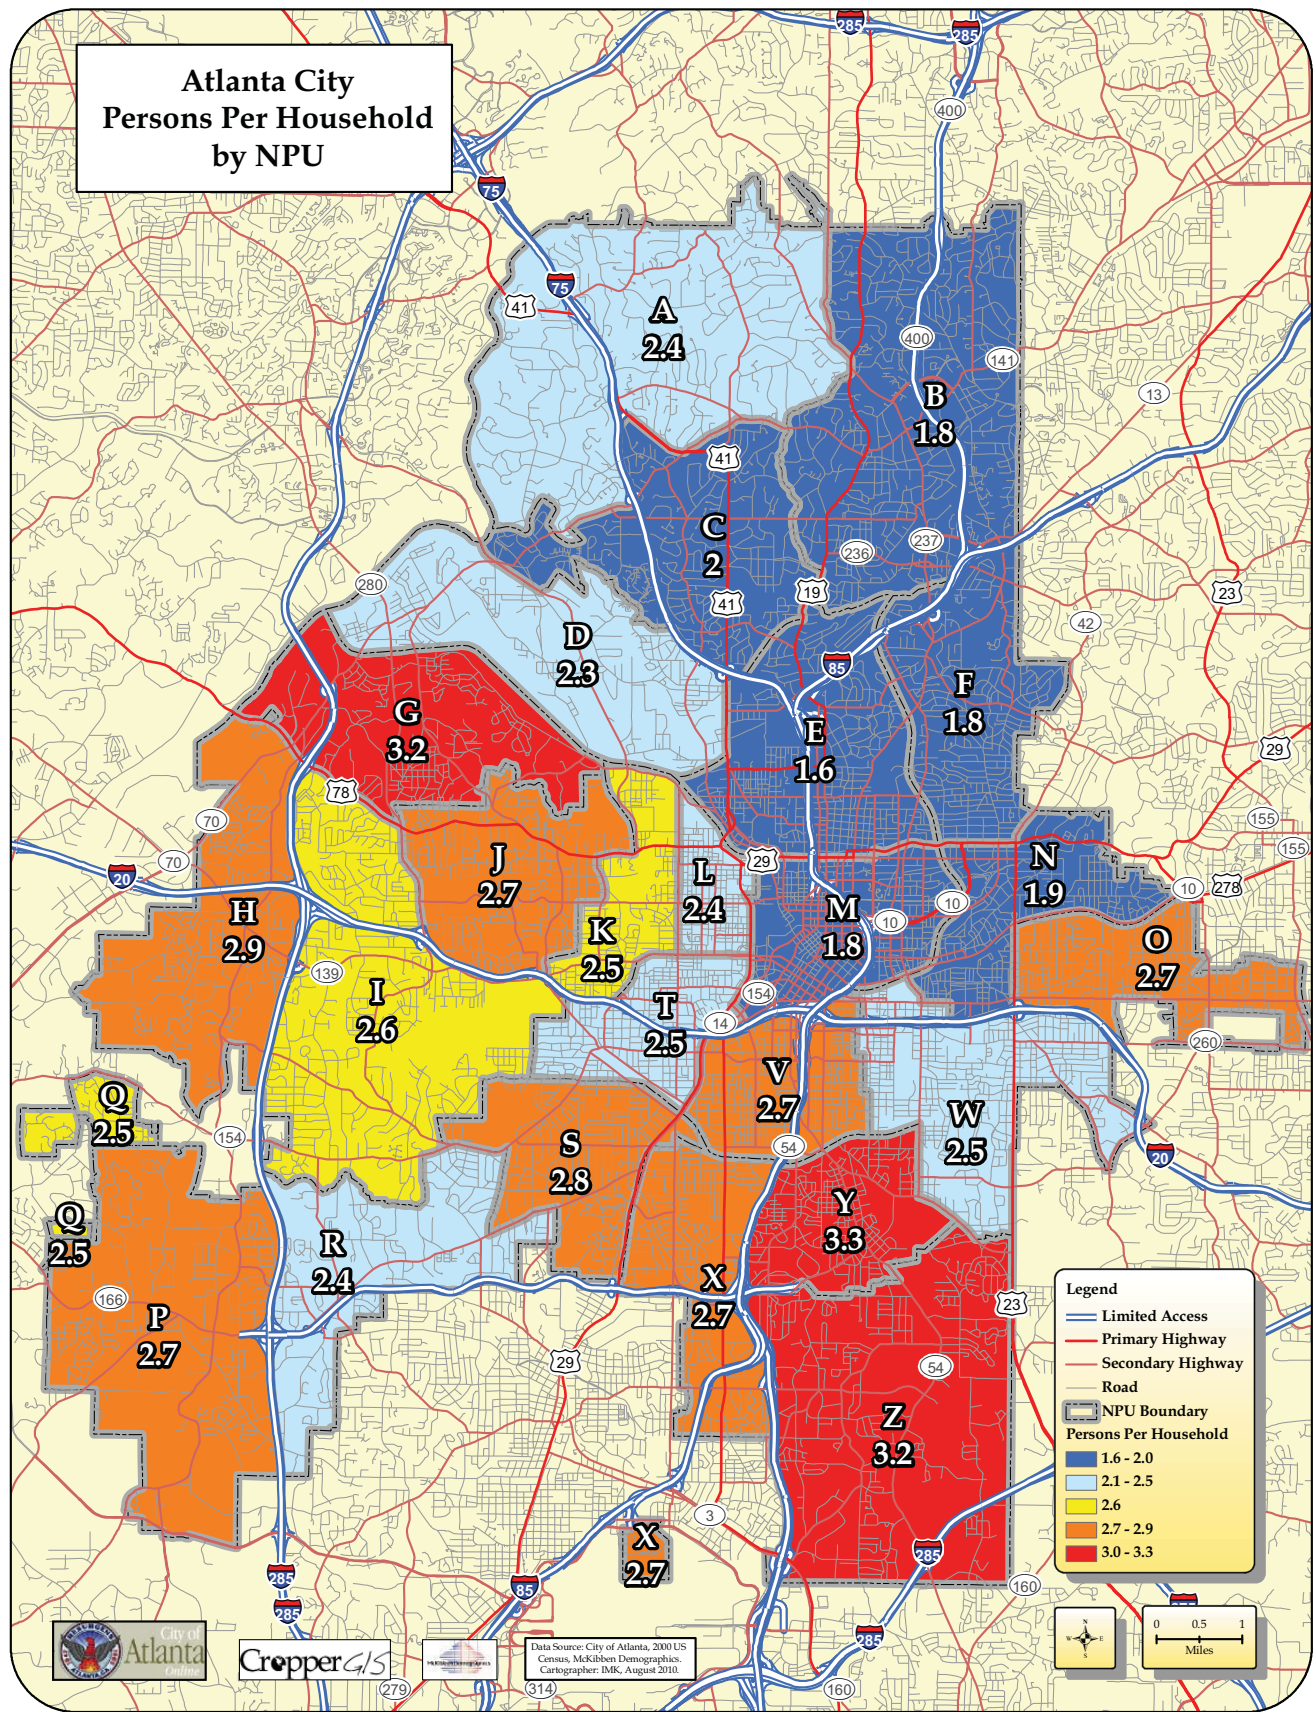 Atlanta City
Persons Per Household
by NPU
285
285
400
75
75
41
A
2.4
400
141
B
1.8
13
41
C
2
236
237
280
19
41
23
42
D
2.3
85
F
1.8
G
3.2
E
1.6
29
78
70
155
155
70
20
J
2.7
L
2.4
29
N
1.9
10
278
H
2.9
K
2.5
M
1.8
10
10
O
2.7
139
I
2.6
154
T
2.5
14
260
V
2.7
Q
2.5
154
W
2.5
S
2.8
54
20
Q
2.5
Y
3.3
R
2.4
166
P
2.7
X
2.7
23
29
54
Z
3.2
3
X
2.7
285
285
285
85
160
285
279
314
160
Legend
Limited Access
Primary Highway
Secondary Highway
Road
NPU Boundary
Persons Per Household
1.6 - 2.0
2.1 - 2.5
2.6
2.7 - 2.9
3.0 - 3.3
City of
Atlanta
Online
CropperGIS
McKibben Demographics
Data Source: City of Atlanta, 2000 US
Census, McKibben Demographics.
Cartographer: IMK, August 2010.
N
W E
S
0 0.5 1
Miles